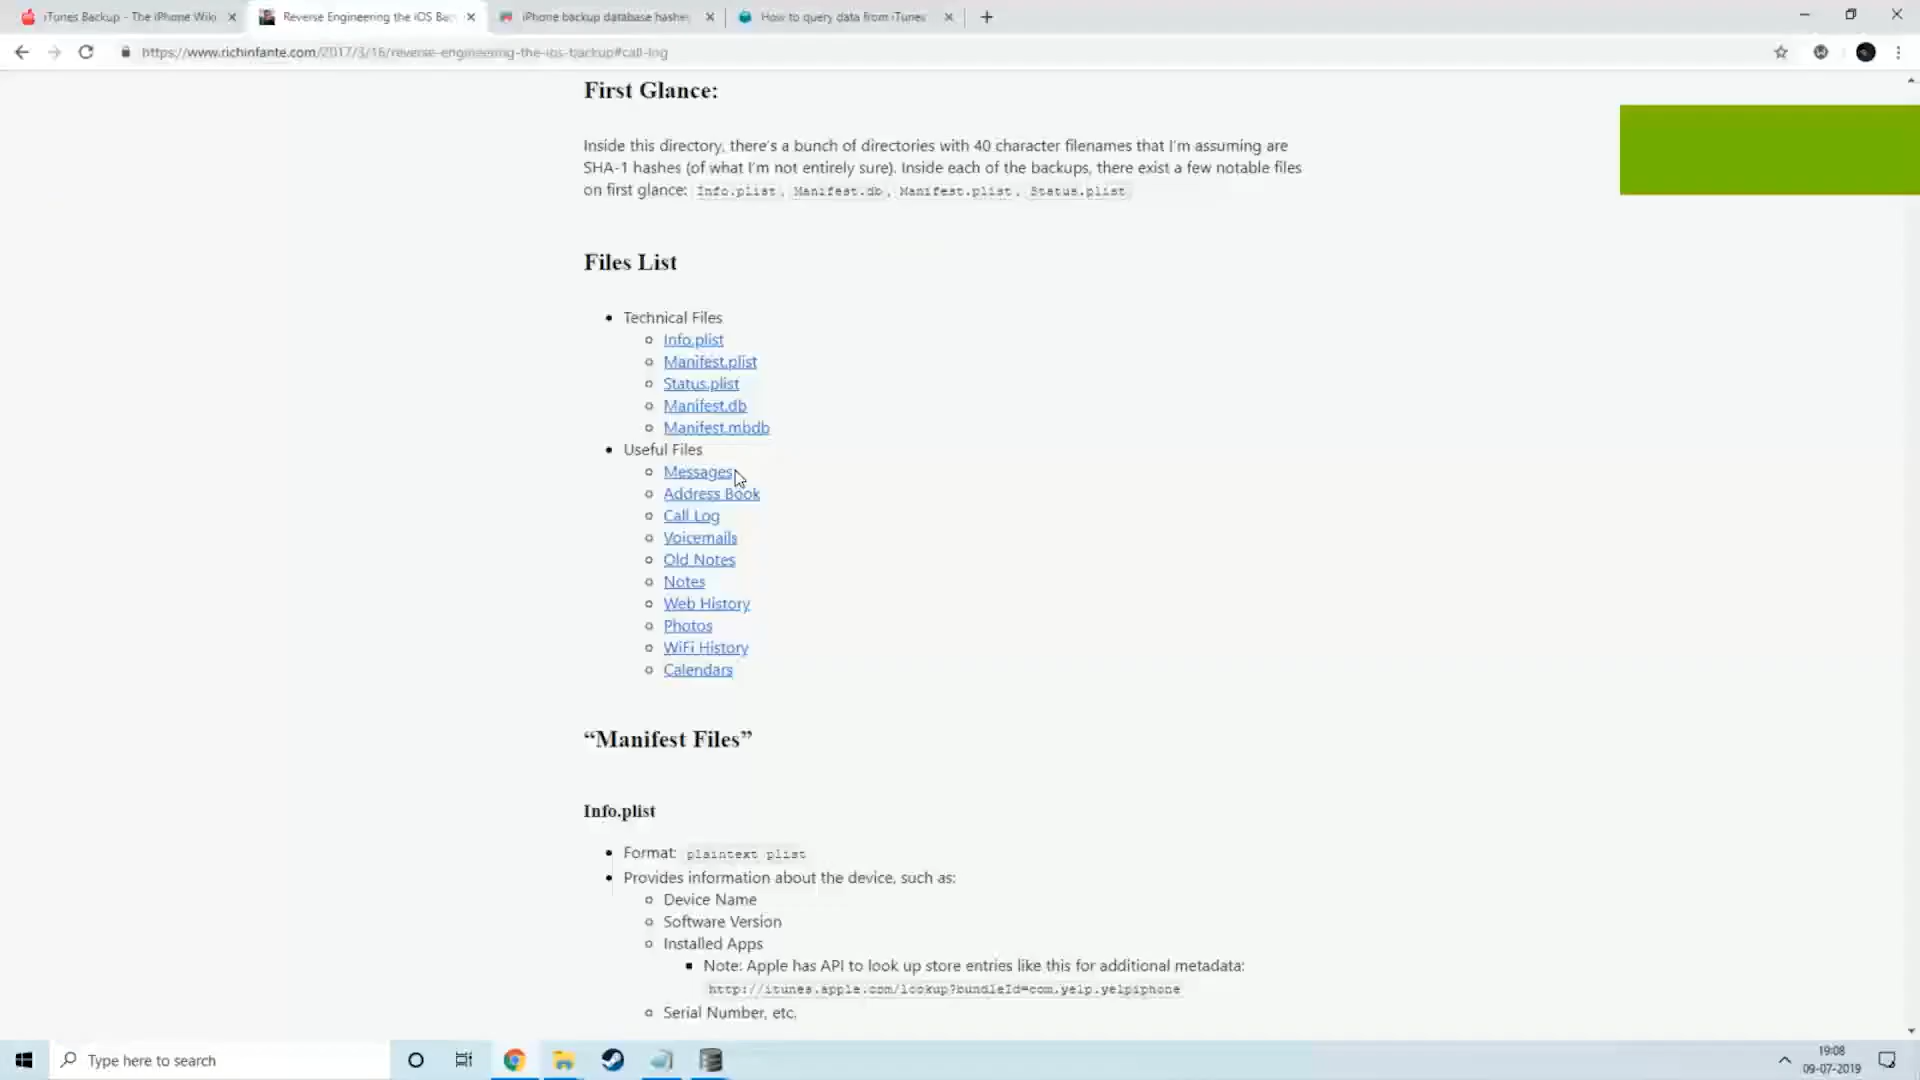 iTunes Backup - The iPhone Wiki
Reverse Engineering the iOS Bac
iPhone backup database hashes
How to query data from iTunes
https://www.richinfante.com/2017/3/16/reverse-engineering-the-ios-backup#call-log
First Glance:
Inside this directory, there's a bunch of directories with 40 character filenames that I'm assuming are
SHA-1 hashes (of what I'm not entirely sure). Inside each of the backups, there exist a few notable files
on first glance: Info.plist, Manifest.db, Manifest.plist, Status.plist
Files List
Technical Files
Info.plist
Manifest.plist
Status.plist
Manifest.db
Manifest.mbdb
Useful Files
Messages
Address Book
Call Log
Voicemails
Old Notes
Notes
Web History
Photos
WiFi History
Calendars
“Manifest Files”
Info.plist
Format: plaintext plist
Provides information about the device, such as:
Device Name
Software Version
Installed Apps
Note: Apple has API to look up store entries like this for additional metadata:
http://itunes.apple.com/lookup?bundleId=com.yelp.yelpiphone
Serial Number, etc.
Type here to search
19:08
09-07-2019